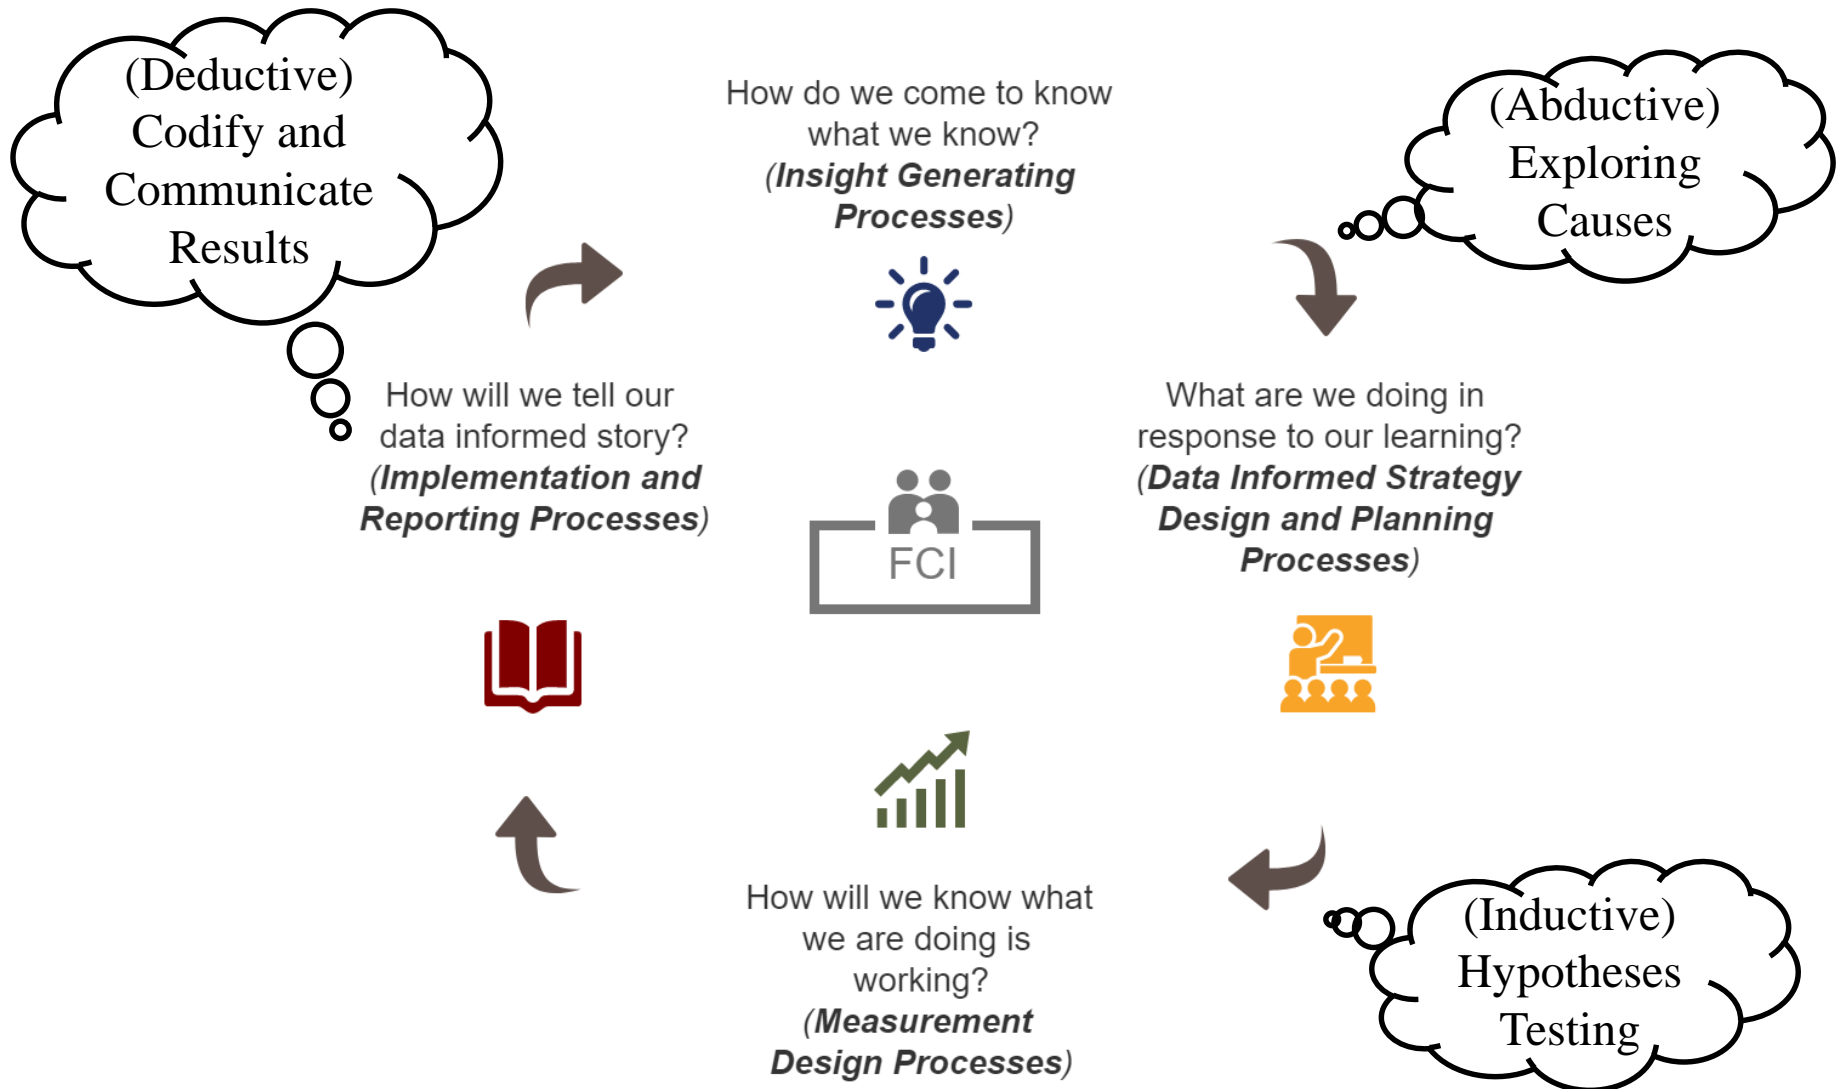 (Deductive)
Codify and
Communicate
Results
How do we come to know
what we know?
(Insight Generating
Processes)
(Abductive)
Exploring
Causes
How will we tell our
data informed story?
(Implementation and
Reporting Processes)
FCI
What are we doing in
response to our learning?
(Data Informed Strategy
Design and Planning
Processes)
How will we know what
we are doing is
working?
(Measurement
Design Processes)
(Inductive)
Hypotheses
Testing